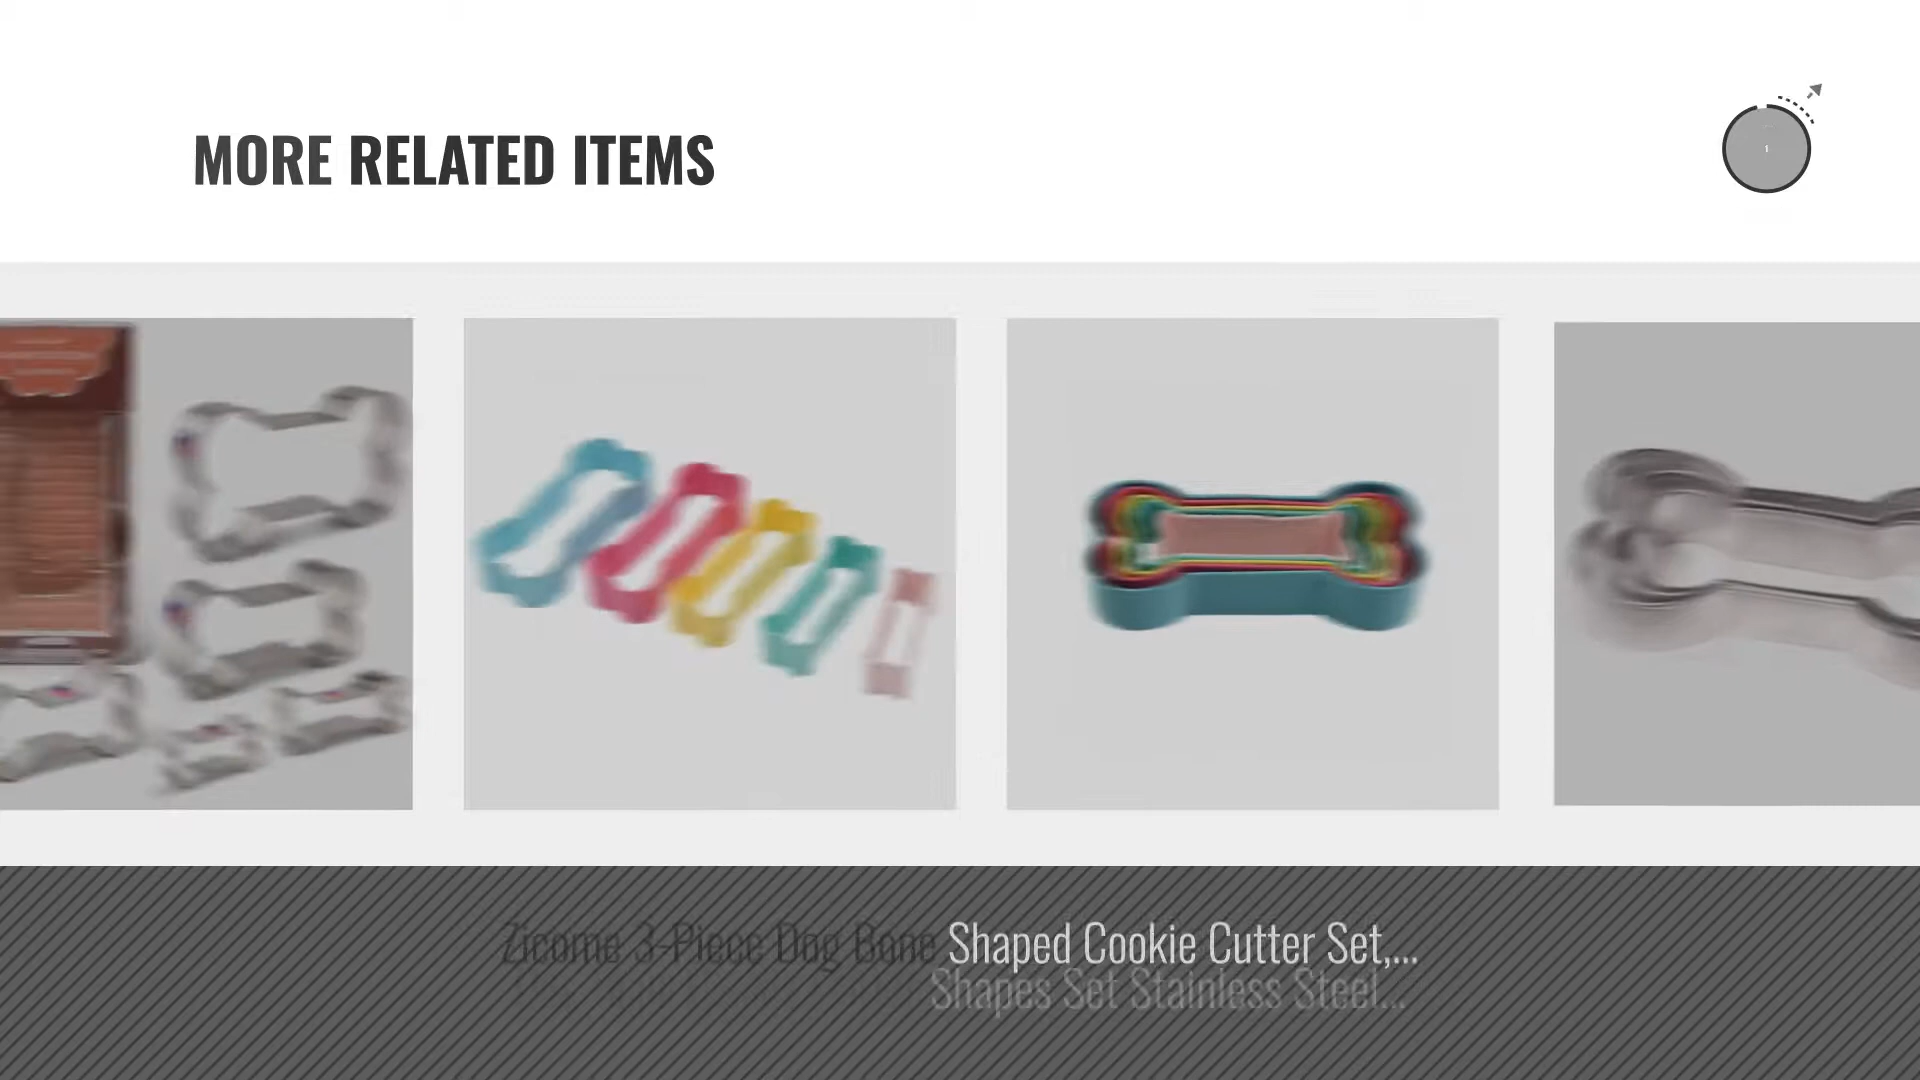 MORE RELATED ITEMS
Zicome 3-Piece Dog Bone Shaped Cookie Cutter Set,...
Shapes Set Stainless Steel...